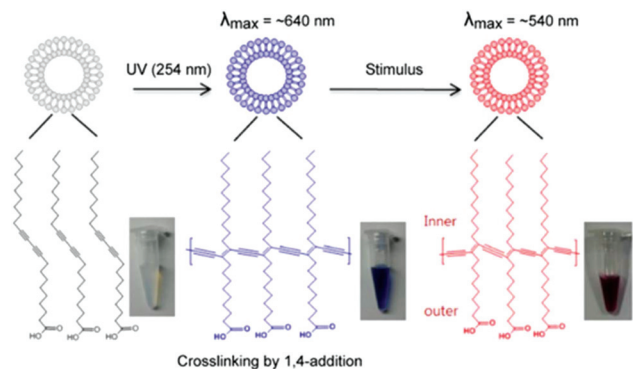 λmax = ~640 nm
λmax = ~540 nm
UV (254 nm)
Stimulus
Inner
outer
HO O
HO O
HO O
HO O
HO O
HO O
HO O
HO O
HO O
Crosslinking by 1,4-addition